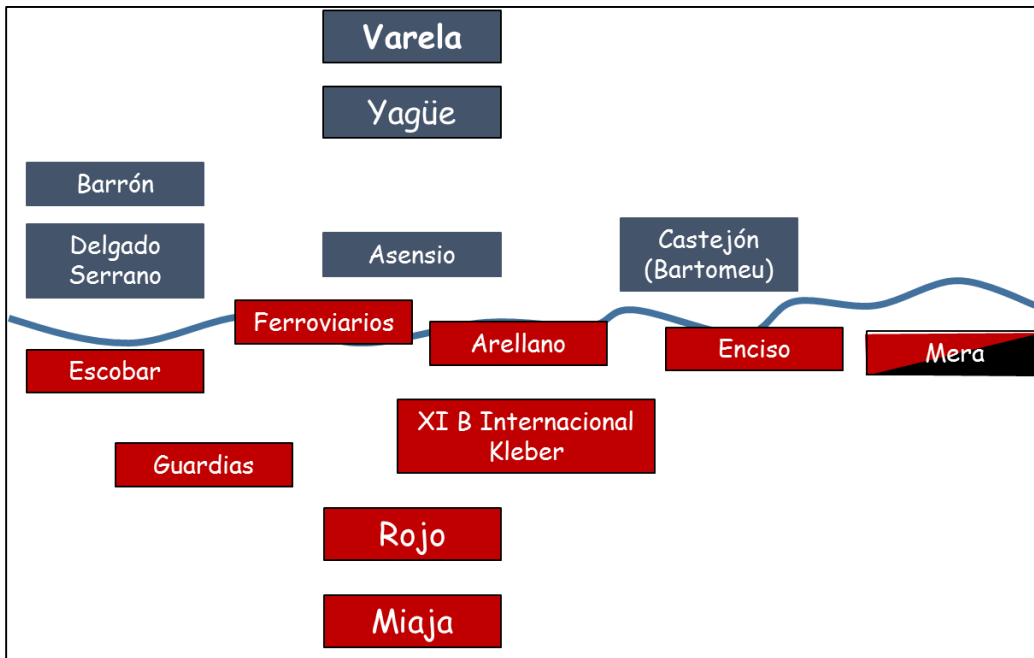 Varela
Yagüe
Barrón
Delgado
Serrano
Asensio
Castejón
(Bartomeu)
Ferroviarios
Arellano
Enciso
Mera
Escobar
XI B Internacional
Kleber
Guardias
Rojo
Miaja